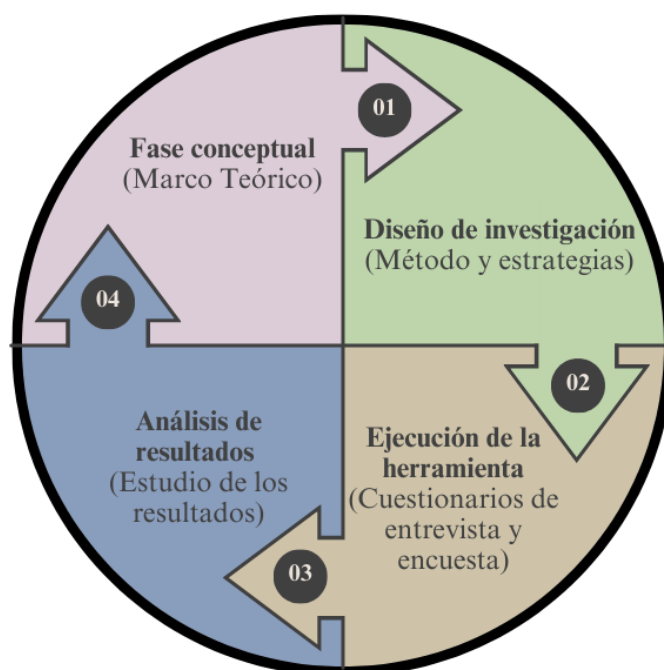 Fase conceptual
(Marco Teórico)
01
Diseño de investigación
(Método y estrategias)
02
Ejecución de la
herramienta
(Cuestionarios de
entrevista y
encuesta)
03
Análisis de
resultados
(Estudio de los
resultados)
04